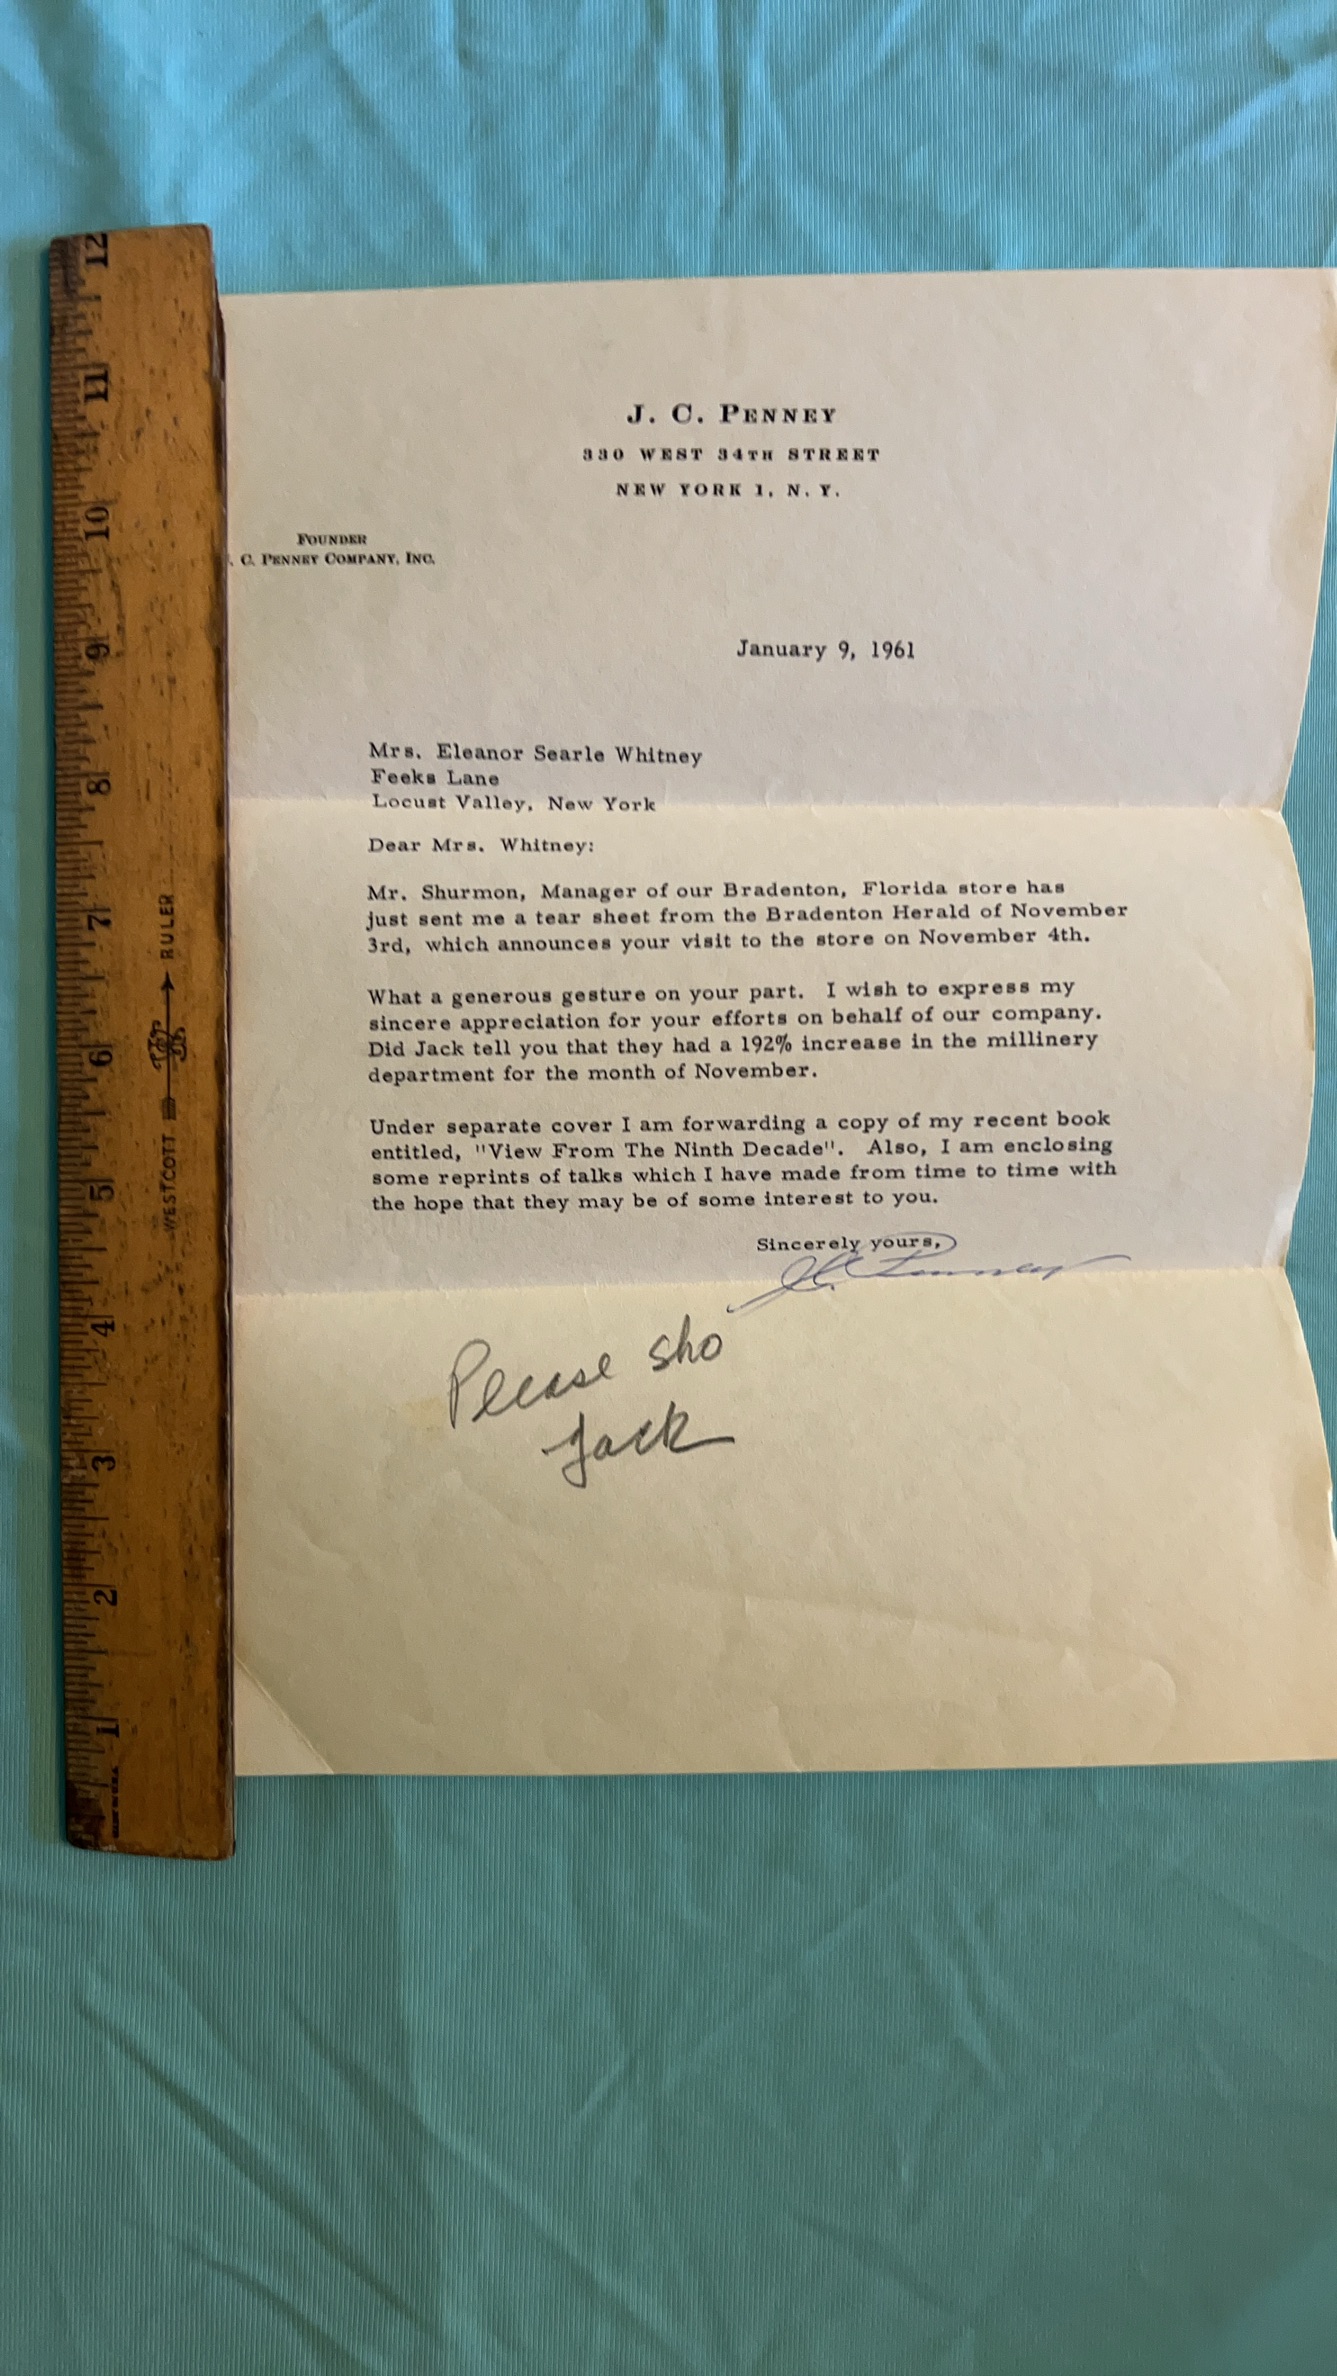 J. C. PENNEY
330 WEST 34TH STREET
NEW YORK 1, N. Y.
FOUNDER
. C. PENNEY COMPANY, INC.
January 9, 1961
Mrs. Eleanor Searle Whitney
Feeks Lane
Locust Valley, New York
Dear Mrs. Whitney:
Mr. Shurmon, Manager of our Bradenton, Florida store has
just sent me a tear sheet from the Bradenton Herald of November
3rd, which announces your visit to the store on November 4th.
What a generous gesture on your part. I wish to express my
sincere appreciation for your efforts on behalf of our company.
Did Jack tell you that they had a 192% increase in the millinery
department for the month of November.
Under separate cover I am forwarding a copy of my recent book
entitled, "View From The Ninth Decade". Also, I am enclosing
some reprints of talks which I have made from time to time with
the hope that they may be of some interest to you.
Sincerely yours,
J C Penney
Please sho
Jack
12
11
10
9
8
7
6
5
4
3
2
1
WESTCOTT RULER
MADE IN U.S.A.